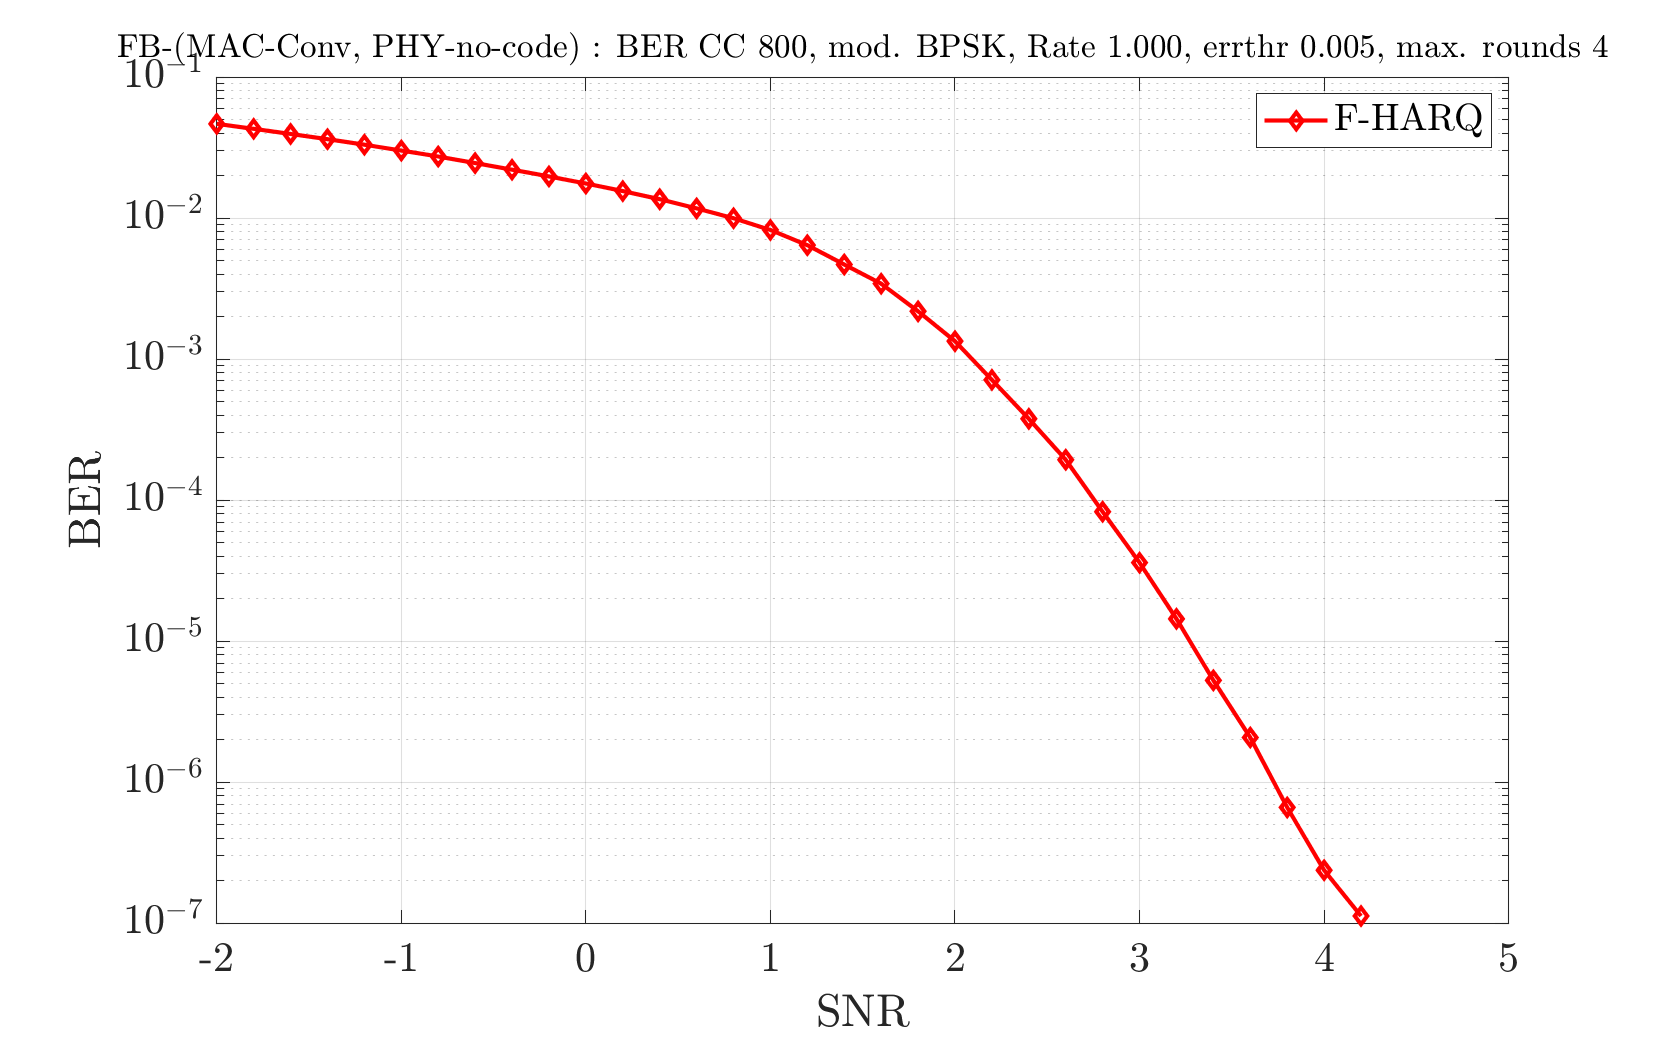 FB-(MAC-Conv, PHY-no-code) : BER CC 800, mod. BPSK, Rate 1.000, errthr 0.005, max. rounds 4
F-HARQ
10⁻¹
10⁻²
10⁻³
10⁻⁴
10⁻⁵
10⁻⁶
10⁻⁷
BER
-2 -1 0 1 2 3 4 5
SNR